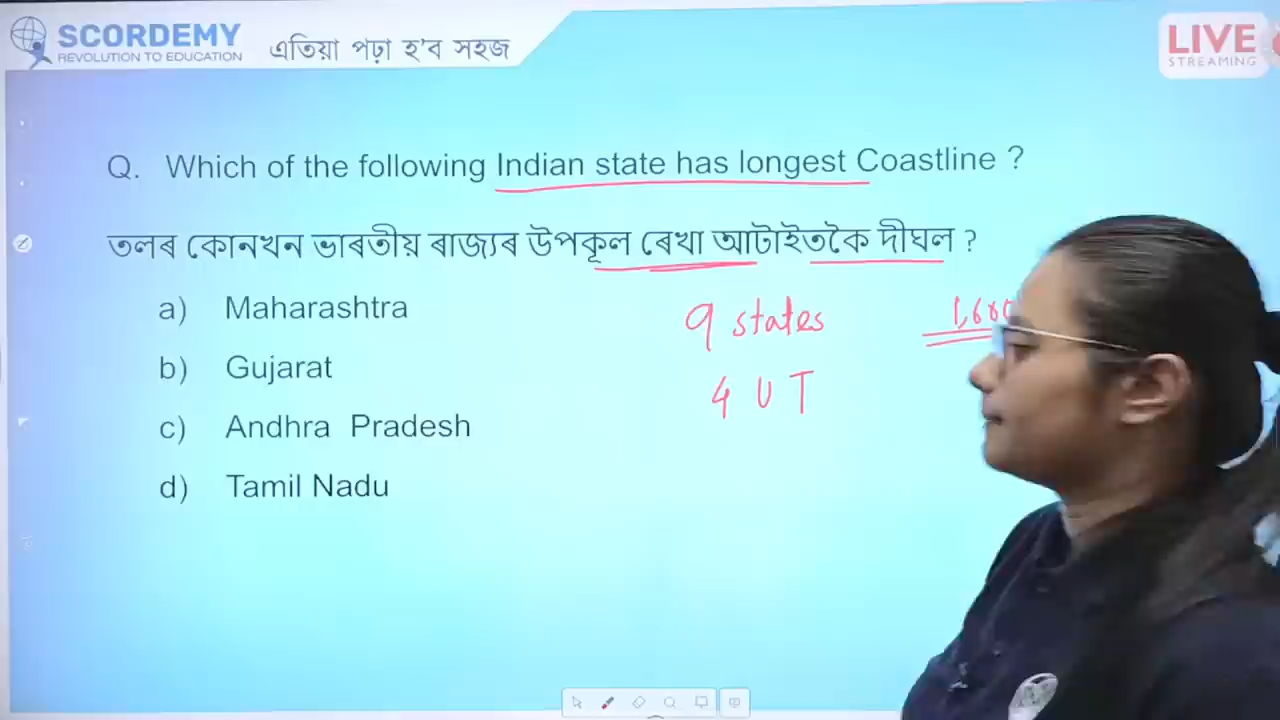 SCORDEMY
REVOLUTION TO EDUCATION
এতিয়া পঢ়া হ'ব সহজ
LIVE
STREAMING
Q. Which of the following Indian state has longest Coastline ?
তলৰ কোনখন ভাৰতীয় ৰাজ্যৰ উপকূল ৰেখা আটাইতকৈ দীঘল ?
a) Maharashtra
b) Gujarat
c) Andhra Pradesh
d) Tamil Nadu
9 states
4 UT